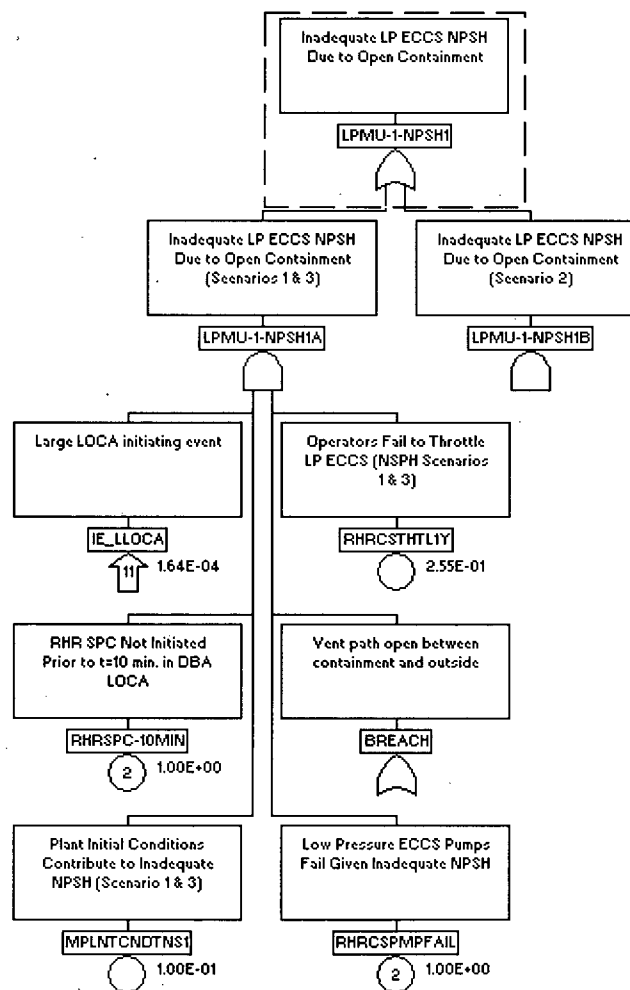 Inadequate LP ECCS NPSH
Due to Open Containment
LPMU-1-NPSH1
Inadequate LP ECCS NPSH
Due to Open Containment
(Scenarios 1 & 3)
LPMU-1-NPSH1A
Inadequate LP ECCS NPSH
Due to Open Containment
(Scenario 2)
LPMU-1-NPSH1B
Large LOCA initiating event
IE_LLOCA
11
1.64E-04
Operators Fail to Throttle
LP ECCS (NSPH Scenarios
1 & 3)
RHRCSTHTL1Y
2.55E-01
RHR SPC Not Initiated
Prior to t=10 min. in DBA
LOCA
RHRSPC-10MIN
2
1.00E+00
Vent path open between
containment and outside
BREACH
Plant Initial Conditions
Contribute to Inadequate
NPSH (Scenario 1 & 3)
MPLNTCNDTNS1
1.00E-01
Low Pressure ECCS Pumps
Fail Given Inadequate NPSH
RHRCSPMPFAIL
2
1.00E+00